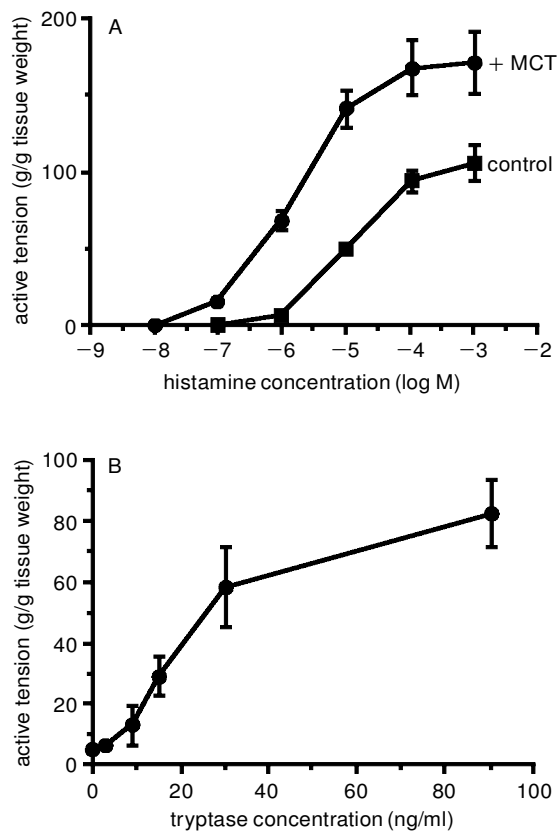 A
200
100
0
+ MCT
control
active tension (g/g tissue weight)
−9 −8 −7 −6 −5 −4 −3 −2
histamine concentration (log M)
B
100
80
60
40
20
0
active tension (g/g tissue weight)
0 20 40 60 80 100
tryptase concentration (ng/ml)